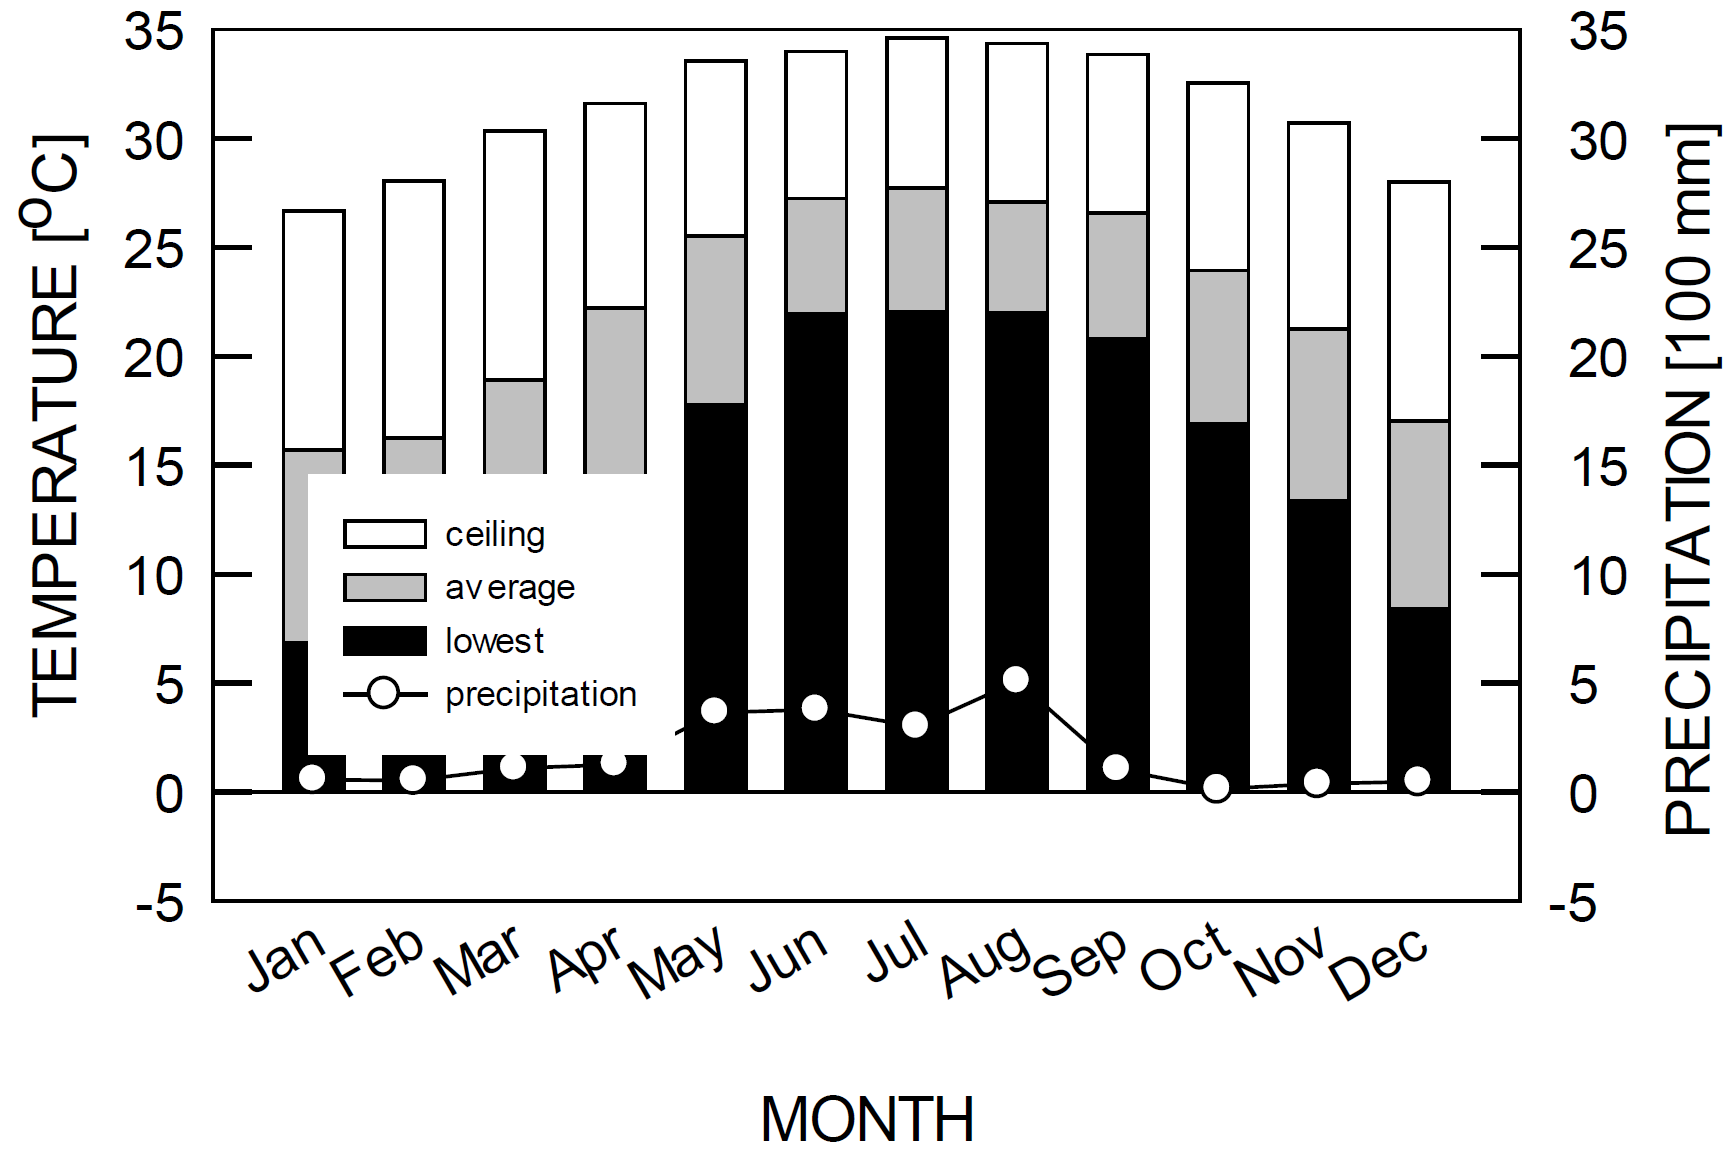 35
30
25
20
15
10
5
0
-5
TEMPERATURE [°C]
35
30
25
20
15
10
5
0
-5
PRECIPITATION [100 mm]
ceiling
average
lowest
precipitation
Jan Feb Mar Apr May Jun Jul Aug Sep Oct Nov Dec
MONTH